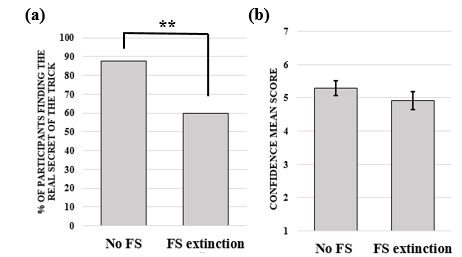 (a)
**
% OF PARTICIPANTS FINDING THE
REAL SECRET OF THE TRICK
100
90
80
70
60
50
40
30
20
10
0
No FS
FS extinction
(b)
CONFIDENCE MEAN SCORE
7
6
5
4
3
2
1
No FS
FS extinction